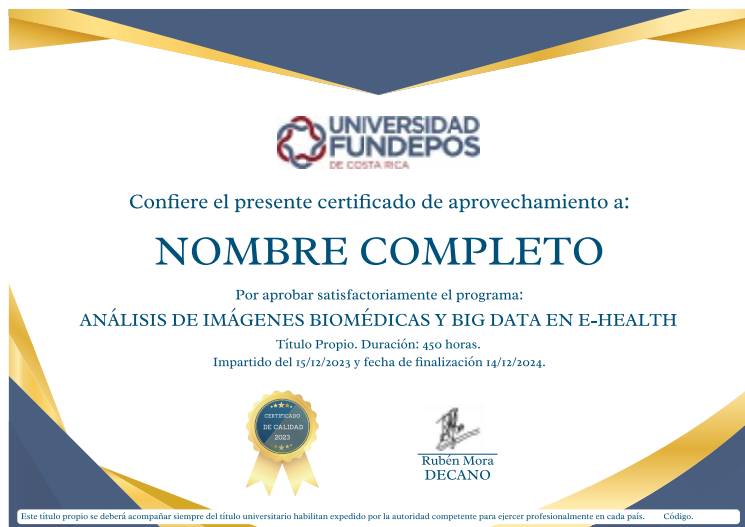 UNIVERSIDAD
FUNDEPOS
DE COSTA RICA
Confiere el presente certificado de aprovechamiento a:
NOMBRE COMPLETO
Por aprobar satisfactoriamente el programa:
ANÁLISIS DE IMÁGENES BIOMÉDICAS Y BIG DATA EN E-HEALTH
Título Propio. Duración: 450 horas.
Impartido del 15/12/2023 y fecha de finalización 14/12/2024.
CERTIFICADO
DE CALIDAD
2023
Rubén Mora
DECANO
Este título propio se deberá acompañar siempre del título universitario habilitan expedido por la autoridad competente para ejercer profesionalmente en cada país. Código.